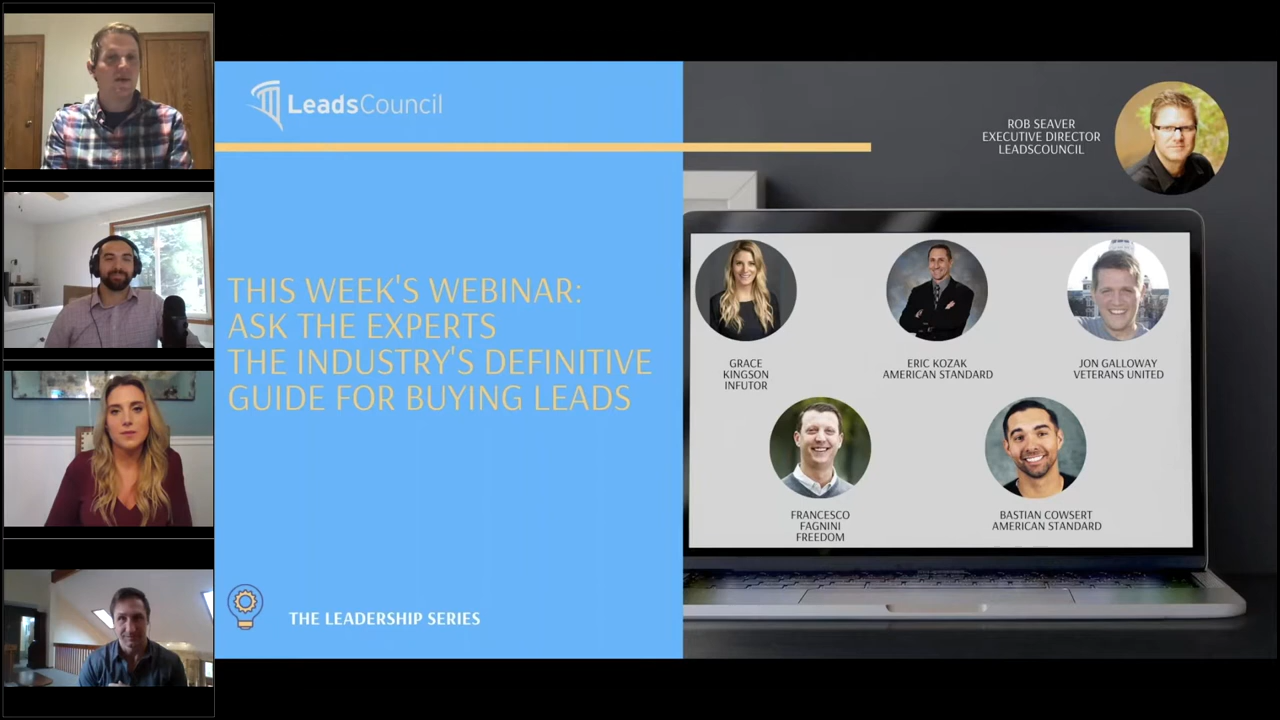 LeadsCouncil
ROB SEAVER
EXECUTIVE DIRECTOR
LEADSCOUNCIL
THIS WEEK'S WEBINAR:
ASK THE EXPERTS
THE INDUSTRY'S DEFINITIVE
GUIDE FOR BUYING LEADS
GRACE
KINGSON
INFUTOR
ERIC KOZAK
AMERICAN STANDARD
JON GALLOWAY
VETERANS UNITED
FRANCESCO
FAGNINI
FREEDOM
BASTIAN COWSERT
AMERICAN STANDARD
THE LEADERSHIP SERIES